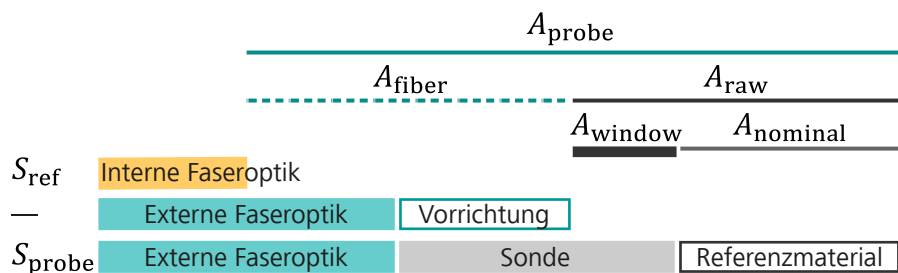 A_probe
A_fiber A_raw
A_window A_nominal
S_ref Interne Faseroptik
— Externe Faseroptik Vorrichtung
S_probe Externe Faseroptik Sonde Referenzmaterial